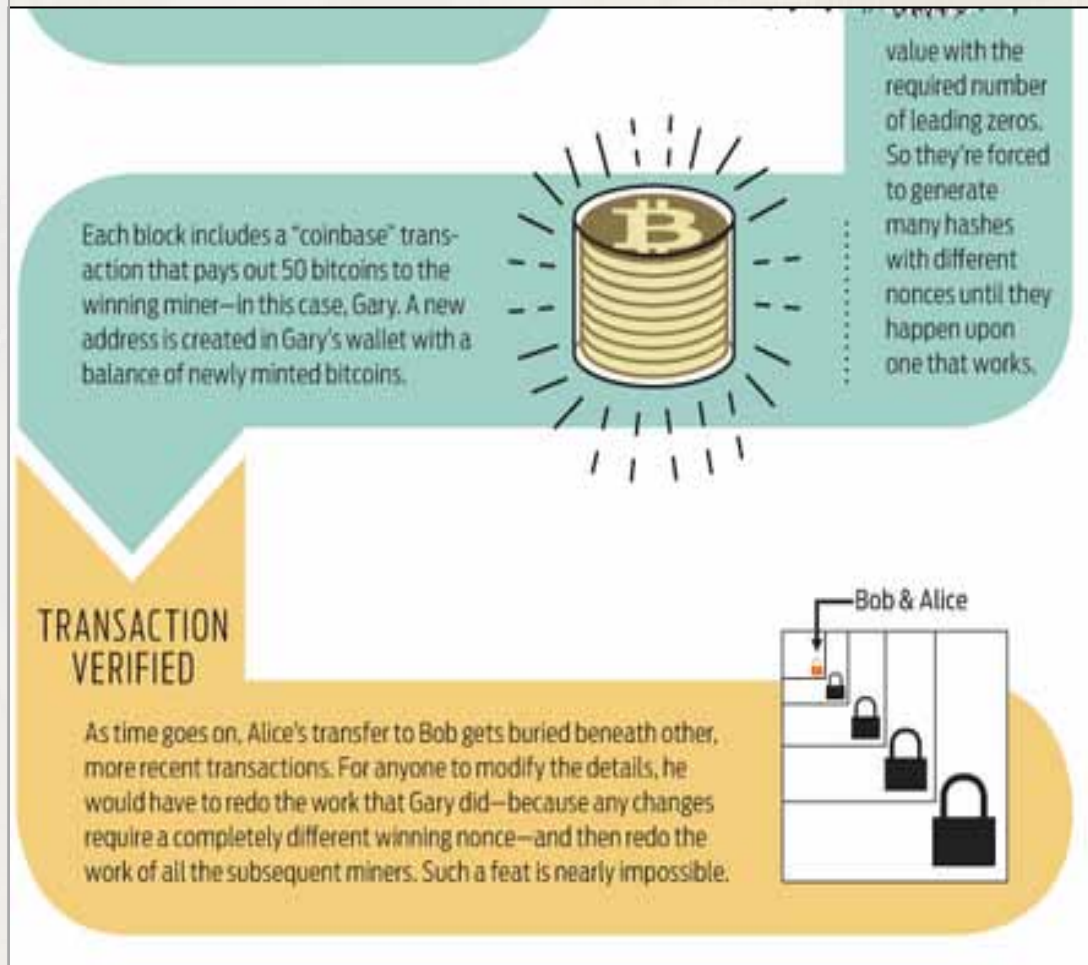 value with the
required number
of leading zeros.
So they're forced
to generate
many hashes
with different
nonces until they
happen upon
one that works.
Each block includes a "coinbase" trans-
action that pays out 50 bitcoins to the
winning miner—in this case, Gary. A new
address is created in Gary's wallet with a
balance of newly minted bitcoins.
TRANSACTION
VERIFIED
Bob & Alice
As time goes on, Alice's transfer to Bob gets buried beneath other,
more recent transactions. For anyone to modify the details, he
would have to redo the work that Gary did—because any changes
require a completely different winning nonce—and then redo the
work of all the subsequent miners. Such a feat is nearly impossible.